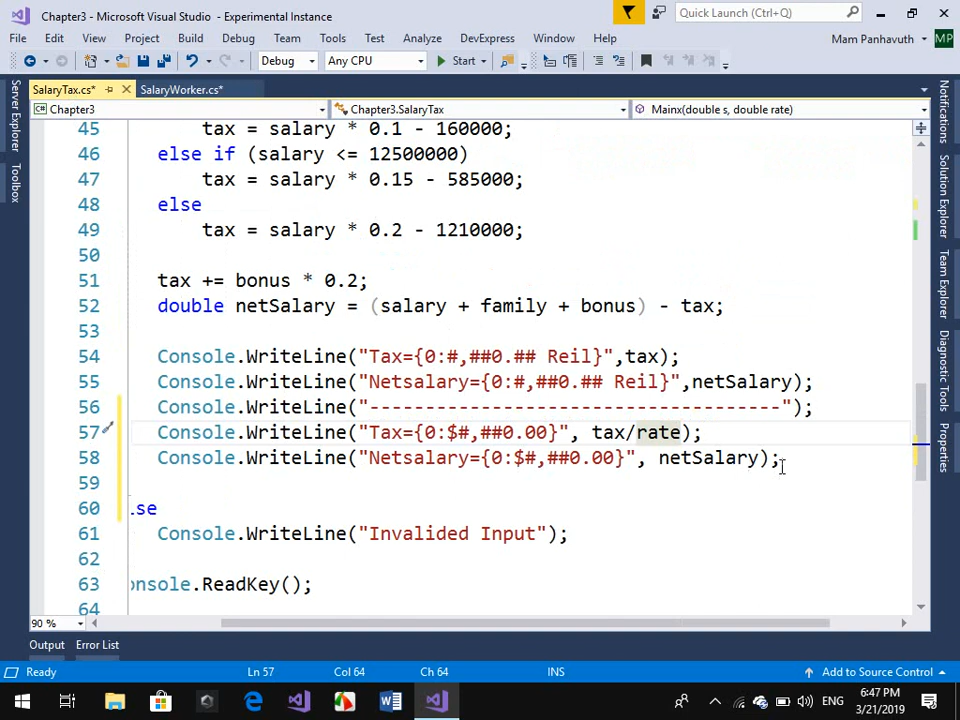 Chapter3 - Microsoft Visual Studio - Experimental Instance
Quick Launch (Ctrl+Q)
File Edit View Project Build Debug Team Tools Test Analyze DevExpress Window Help
Mam Panhavuth MP
Debug Any CPU Start
SalaryTax.cs* SalaryWorker.cs*
Chapter3 Chapter3.SalaryTax Mainx(double s, double rate)
Server Explorer
Toolbox
45 tax = salary * 0.1 - 160000;
46 else if (salary <= 12500000)
47 tax = salary * 0.15 - 585000;
48 else
49 tax = salary * 0.2 - 1210000;
50
51 tax += bonus * 0.2;
52 double netSalary = (salary + family + bonus) - tax;
53
54 Console.WriteLine("Tax={0:#,##0.## Reil}",tax);
55 Console.WriteLine("Netsalary={0:#,##0.## Reil}",netSalary);
56 Console.WriteLine("-------------------------------------");
57 Console.WriteLine("Tax={0:$#,##0.00}", tax/rate);
58 Console.WriteLine("Netsalary={0:$#,##0.00}", netSalary);
59
60 lse
61 Console.WriteLine("Invalided Input");
62
63 onsole.ReadKey();
64
Notifications
Solution Explorer
Team Explorer
Diagnostic Tools
Properties
90 %
Output Error List
Ready Ln 57 Col 64 Ch 64 INS Add to Source Control
ENG 6:47 PM
3/21/2019